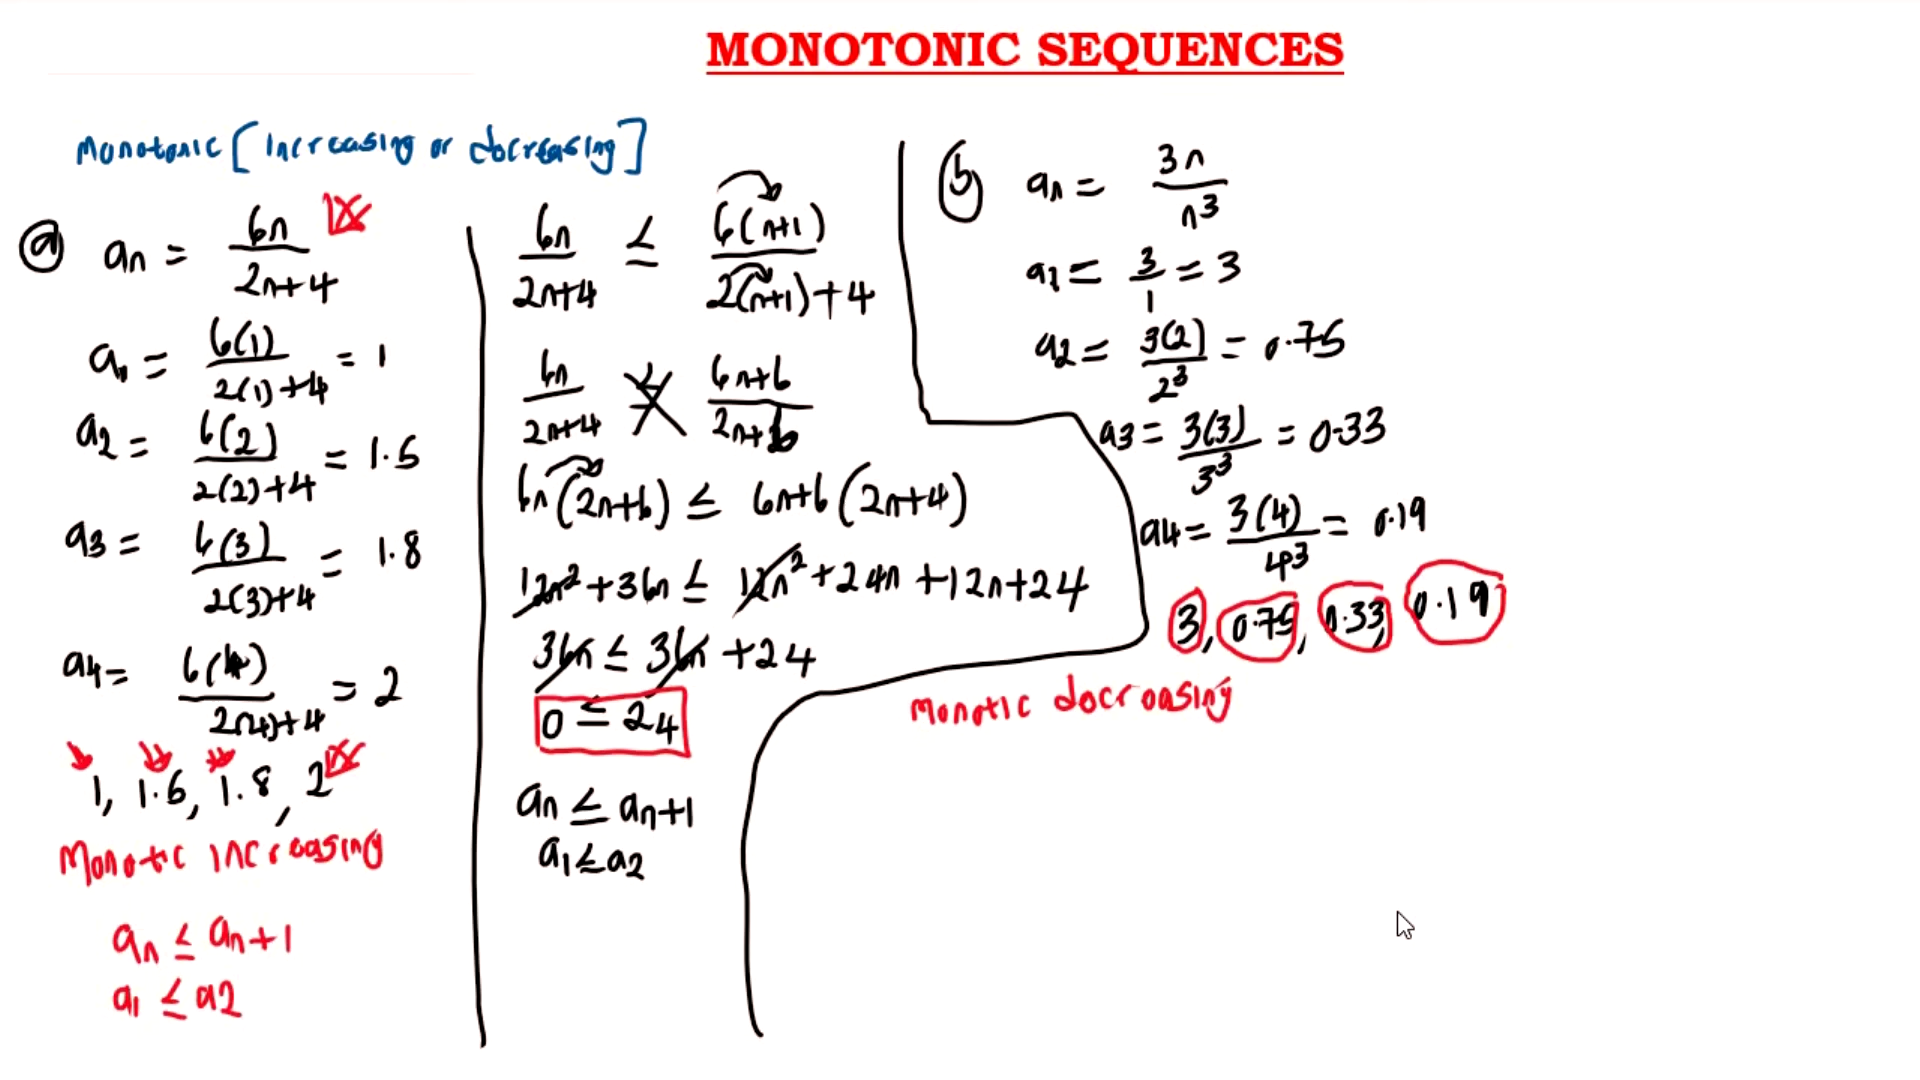 MONOTONIC SEQUENCES
Monotonic [increasing or decreasing]
(a) an = 6n / 2n+4
a1 = 6(1) / 2(1)+4 = 1
a2 = 6(2) / 2(2)+4 = 1.5
a3 = 6(3) / 2(3)+4 = 1.8
a4 = 6(4) / 2(4)+4 = 2
1, 1.6, 1.8, 2
Monotic increasing
an ≤ an+1
a1 ≤ a2
6n / 2n+4 ≤ 6(n+1) / 2(n+1)+4
6n / 2n+4 ≤ 6n+6 / 2n+6
6n(2n+6) ≤ 6n+6(2n+4)
12n² + 36n ≤ 12n² + 24n + 12n + 24
36n ≤ 36n + 24
0 ≤ 24
an ≤ an+1
a1 ≤ a2
(b) an = 3n / n³
a1 = 3 / 1 = 3
a2 = 3(2) / 2³ = 0.75
a3 = 3(3) / 3³ = 0.33
a4 = 3(4) / 4³ = 0.19
3, 0.75, 0.33, 0.19
Monotic decreasing